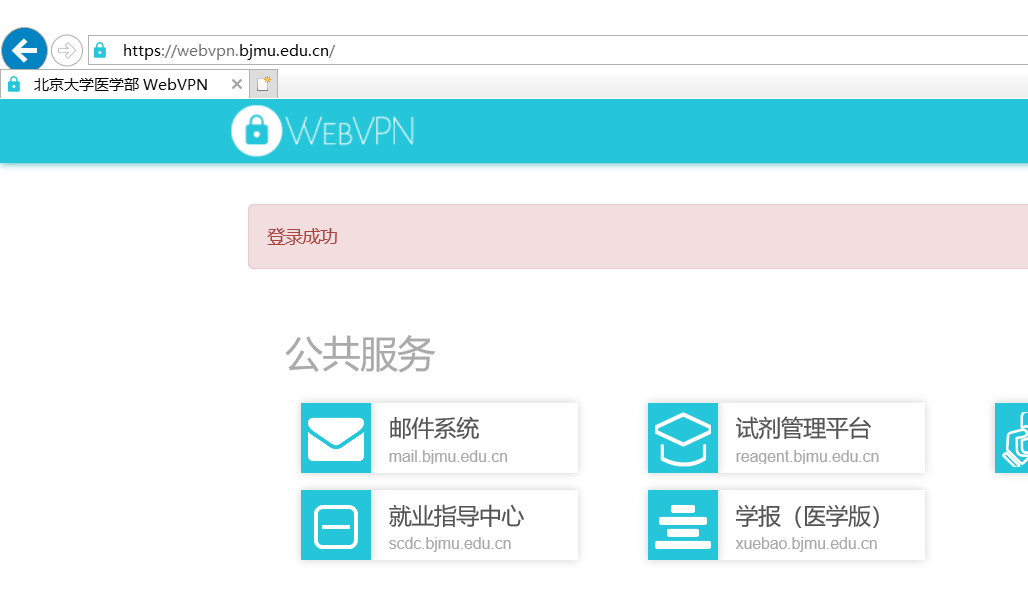 https://webvpn.bjmu.edu.cn/
北京大学医学部 WebVPN
WEBVPN
登录成功
公共服务
邮件系统
mail.bjmu.edu.cn
试剂管理平台
reagent.bjmu.edu.cn
就业指导中心
scdc.bjmu.edu.cn
学报（医学版）
xuebao.bjmu.edu.cn